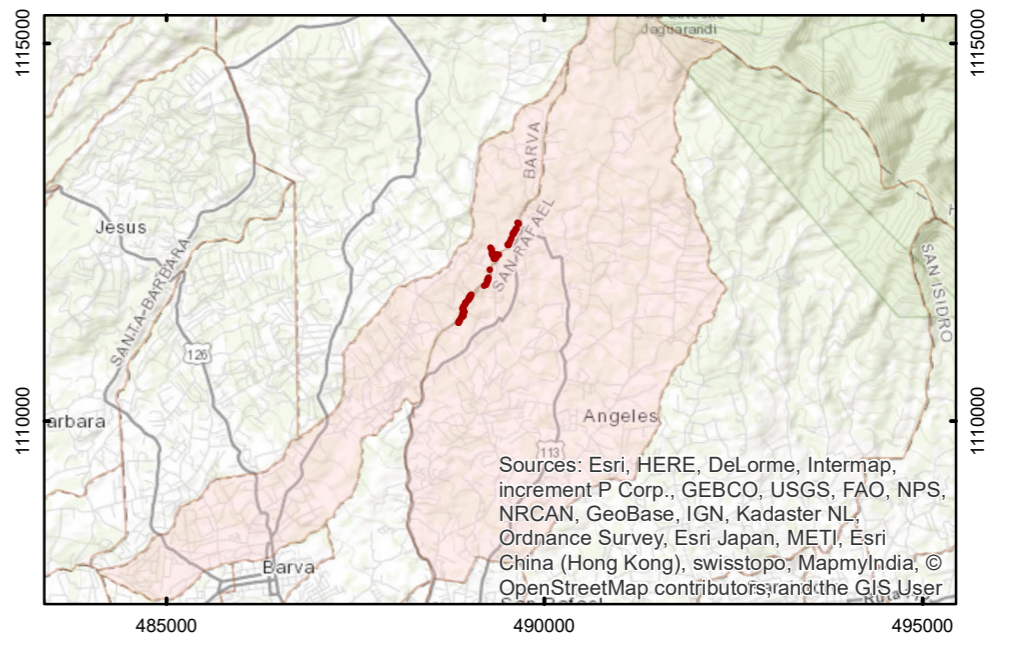 1115000
1115000
Jaguarandi
BARVA
Jesus
SAN-RAFAEL
SANTA-BARBARA
SAN ISIDRO
126
arbara
1110000
1110000
Angeles
113
Sources: Esri, HERE, DeLorme, Intermap,
increment P Corp., GEBCO, USGS, FAO, NPS,
NRCAN, GeoBase, IGN, Kadaster NL,
Ordnance Survey, Esri Japan, METI, Esri
China (Hong Kong), swisstopo, MapmyIndia, ©
OpenStreetMap contributors, and the GIS User
Barva
485000
490000
495000